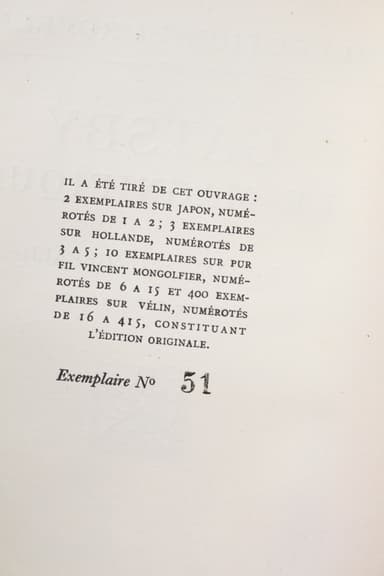 IL A ÉTÉ TIRÉ DE CET OUVRAGE :
2 EXEMPLAIRES SUR JAPON, NUMÉ-
ROTÉS DE 1 A 2 ; 3 EXEMPLAIRES
SUR HOLLANDE, NUMÉROTÉS DE
3 A 5 ; 10 EXEMPLAIRES SUR PUR
FIL VINCENT MONGOLFIER, NUMÉ-
ROTÉS DE 6 A 15 ET 400 EXEM-
PLAIRES SUR VÉLIN, NUMÉROTÉS
DE 16 A 415, CONSTITUANT
L'ÉDITION ORIGINALE.
Exemplaire No 51